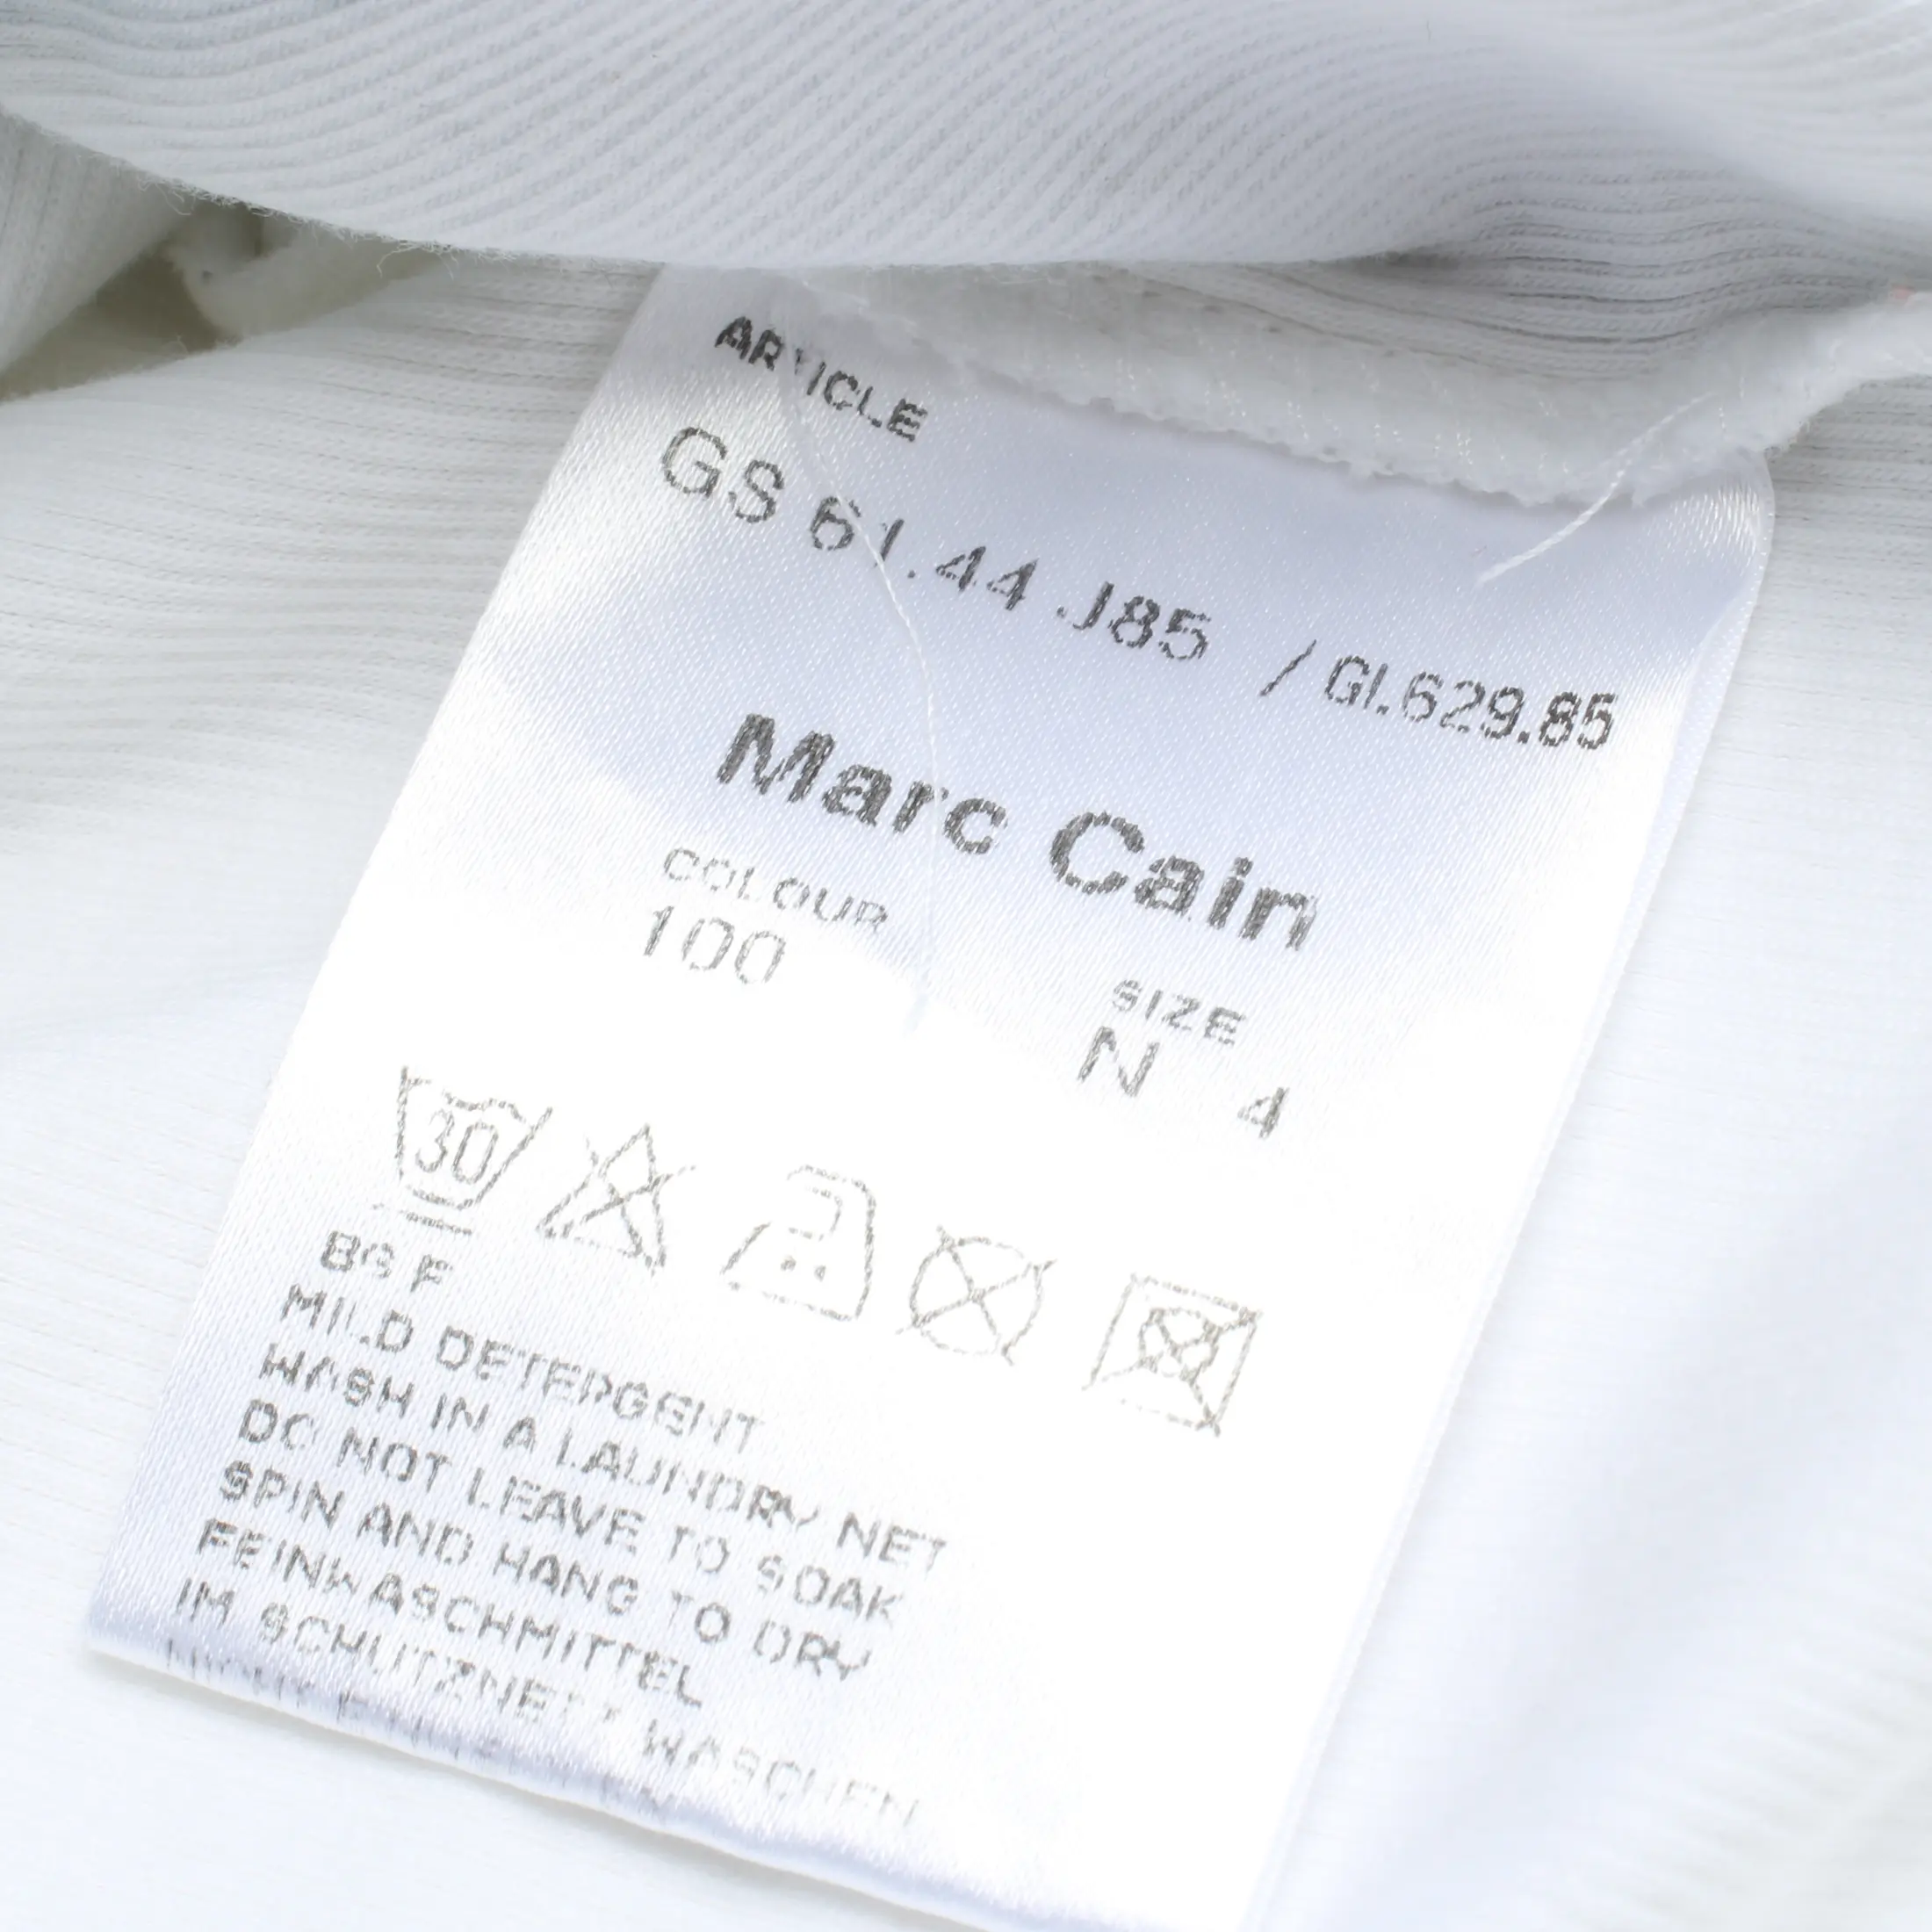 ARTICLE
GS 61.44 J85 / GI.629.85
Marc Cain
COLOUR
100
SIZE
N 4
30
MILD DETERGENT
WASH IN A LAUNDRY NET
DO NOT LEAVE TO SOAK
SPIN AND HANG TO DRY
FEINWASCHMITTEL
IM SCHUTZNETZ WASCHEN